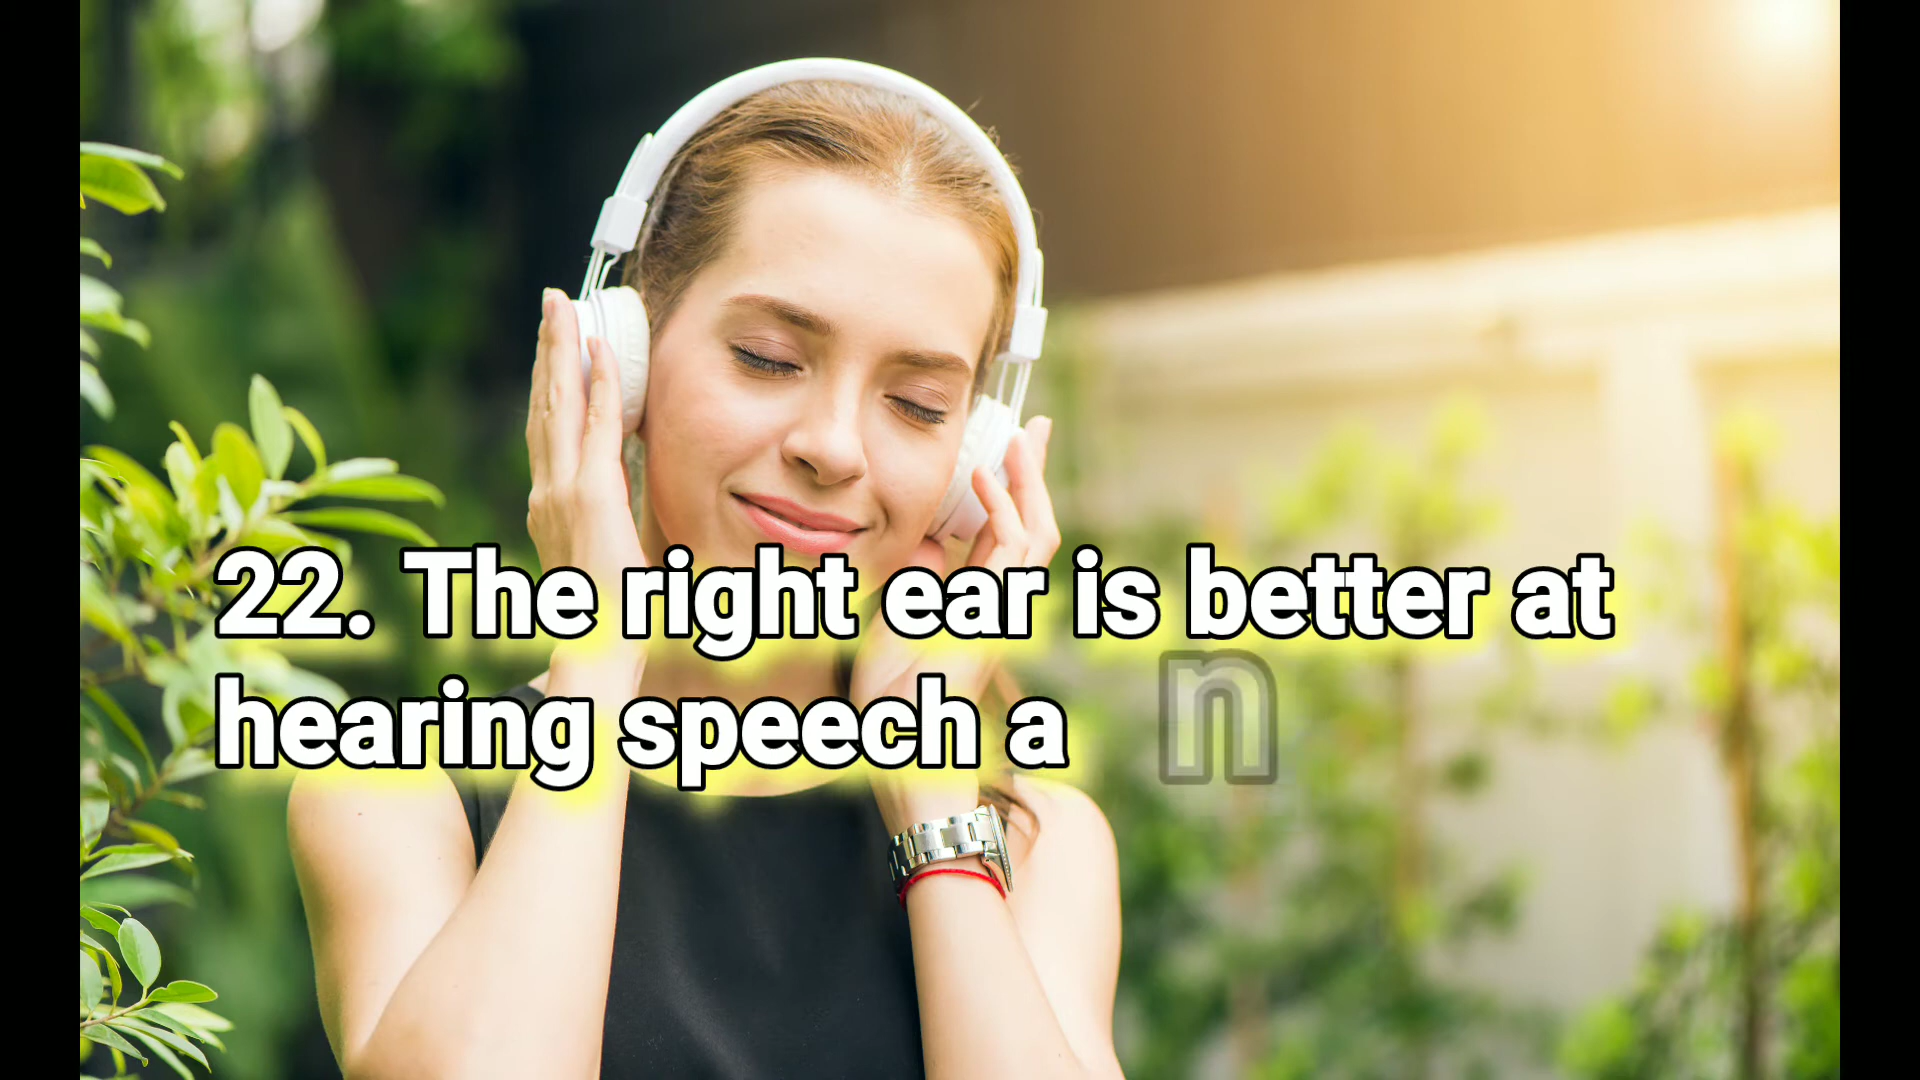 22. The right ear is better at
hearing speech a n